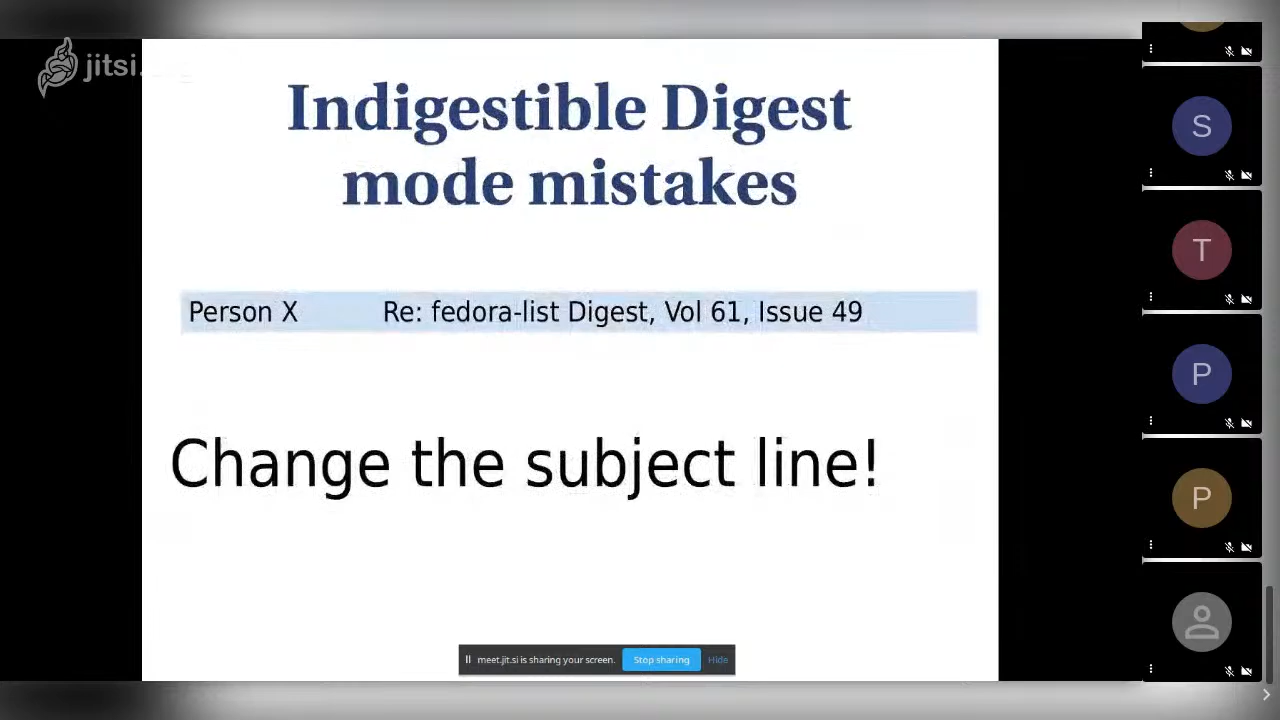 jitsi.
Indigestible Digest
mode mistakes
Person X Re: fedora-list Digest, Vol 61, Issue 49
Change the subject line!
meet.jit.si is sharing your screen. Stop sharing Hide
S
T
P
P